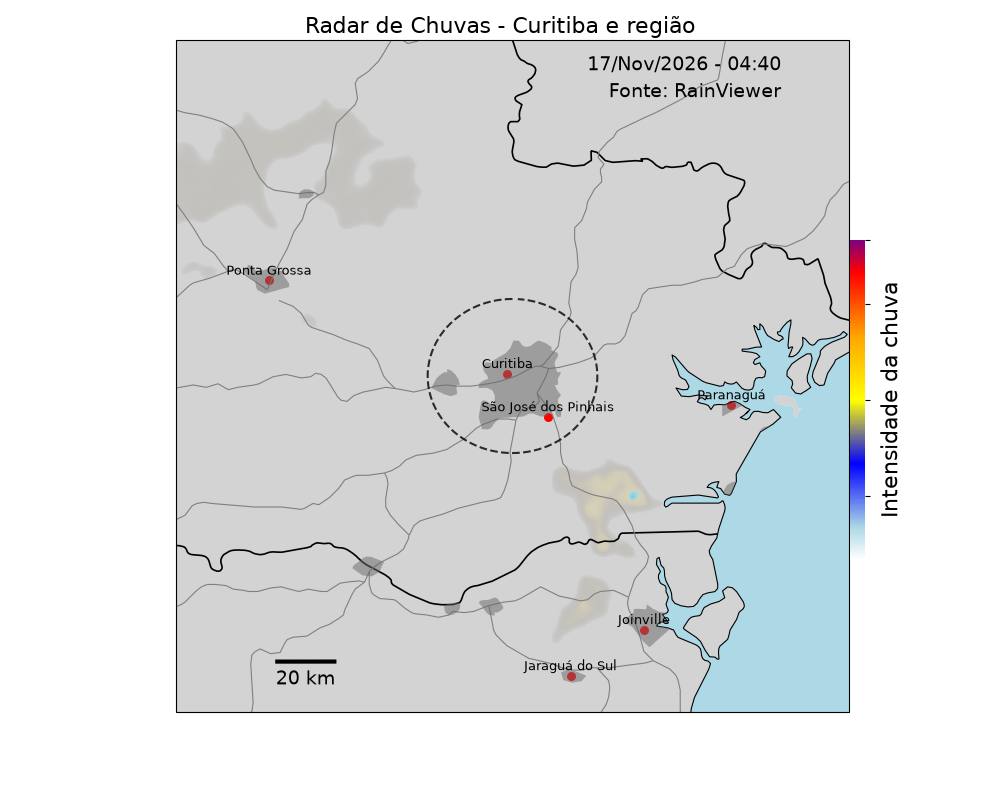 Radar de Chuvas - Curitiba e região
17/Nov/2026 - 04:40
Fonte: RainViewer
Ponta Grossa
Curitiba
Paranaguá
São José dos Pinhais
Intensidade da chuva
Joinville
Jaraguá do Sul
20 km